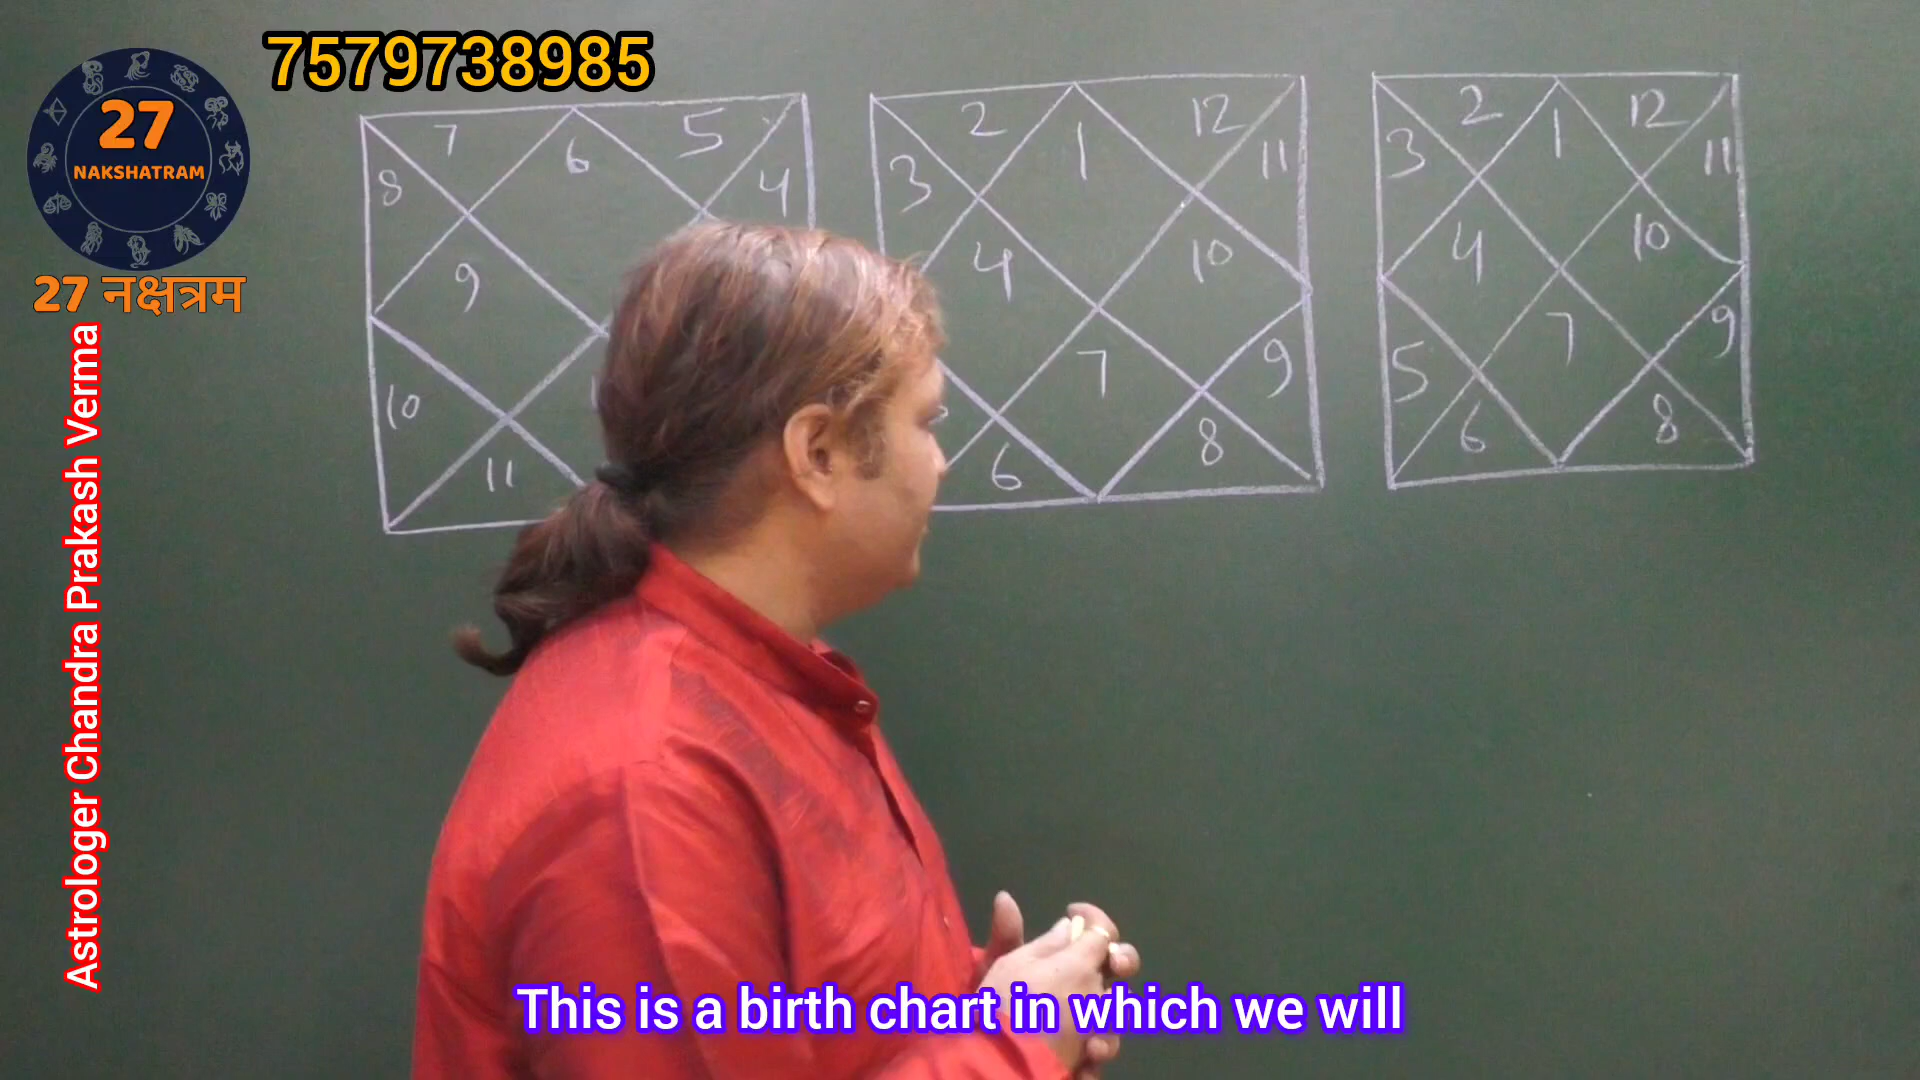 7579738985
27
NAKSHATRAM
27 नक्षत्रम
Astrologer Chandra Prakash Verma
7 6 5
8 4
9
10
11
2 1 12
3 11
4 10
7 9
6 8
2 1 12
3 11
4 10
7 9
5
6 8
This is a birth chart in which we will